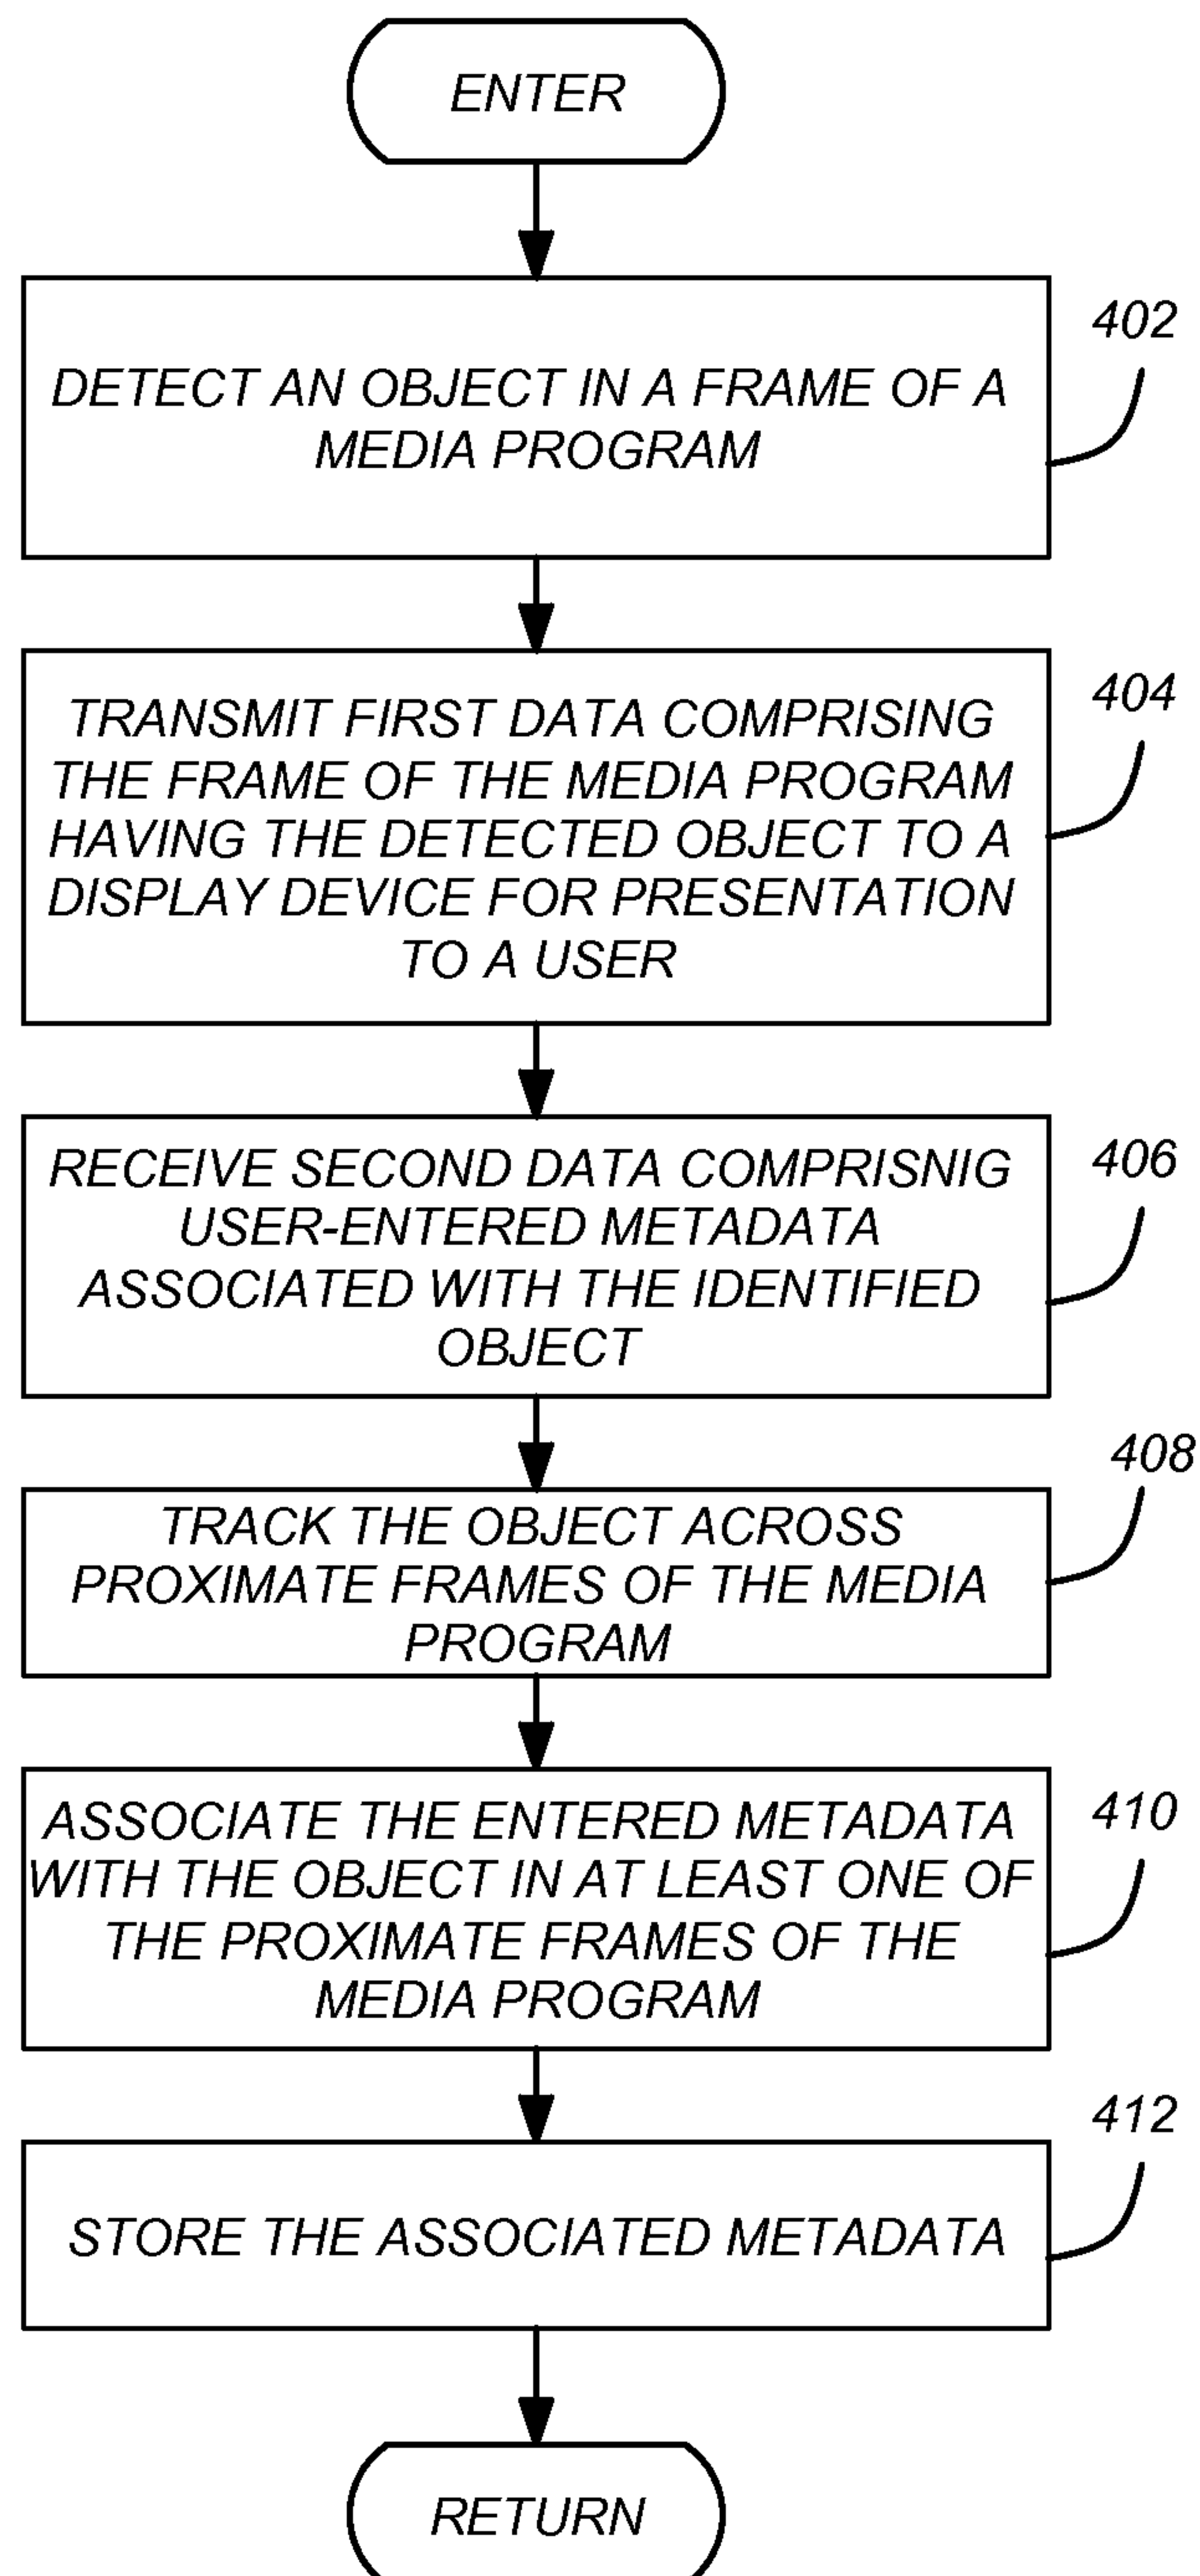 ENTER
402
DETECT AN OBJECT IN A FRAME OF A
MEDIA PROGRAM
404
TRANSMIT FIRST DATA COMPRISING
THE FRAME OF THE MEDIA PROGRAM
HAVING THE DETECTED OBJECT TO A
DISPLAY DEVICE FOR PRESENTATION
TO A USER
406
RECEIVE SECOND DATA COMPRISNIG
USER-ENTERED METADATA
ASSOCIATED WITH THE IDENTIFIED
OBJECT
408
TRACK THE OBJECT ACROSS
PROXIMATE FRAMES OF THE MEDIA
PROGRAM
410
ASSOCIATE THE ENTERED METADATA
WITH THE OBJECT IN AT LEAST ONE OF
THE PROXIMATE FRAMES OF THE
MEDIA PROGRAM
412
STORE THE ASSOCIATED METADATA
RETURN